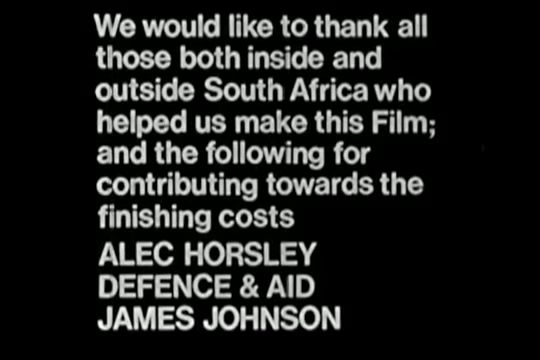 We would like to thank all
those both inside and
outside South Africa who
helped us make this Film;
and the following for
contributing towards the
finishing costs
ALEC HORSLEY
DEFENCE & AID
JAMES JOHNSON